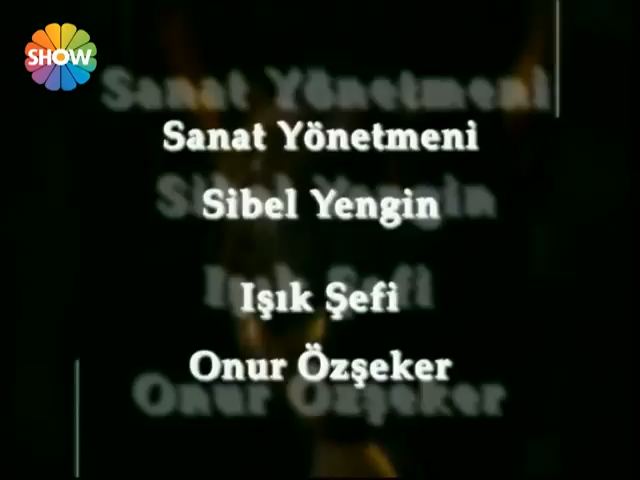 SHOW
Sanat Yönetmeni
Sibel Yengin
Işık Şefi
Onur Özşeker